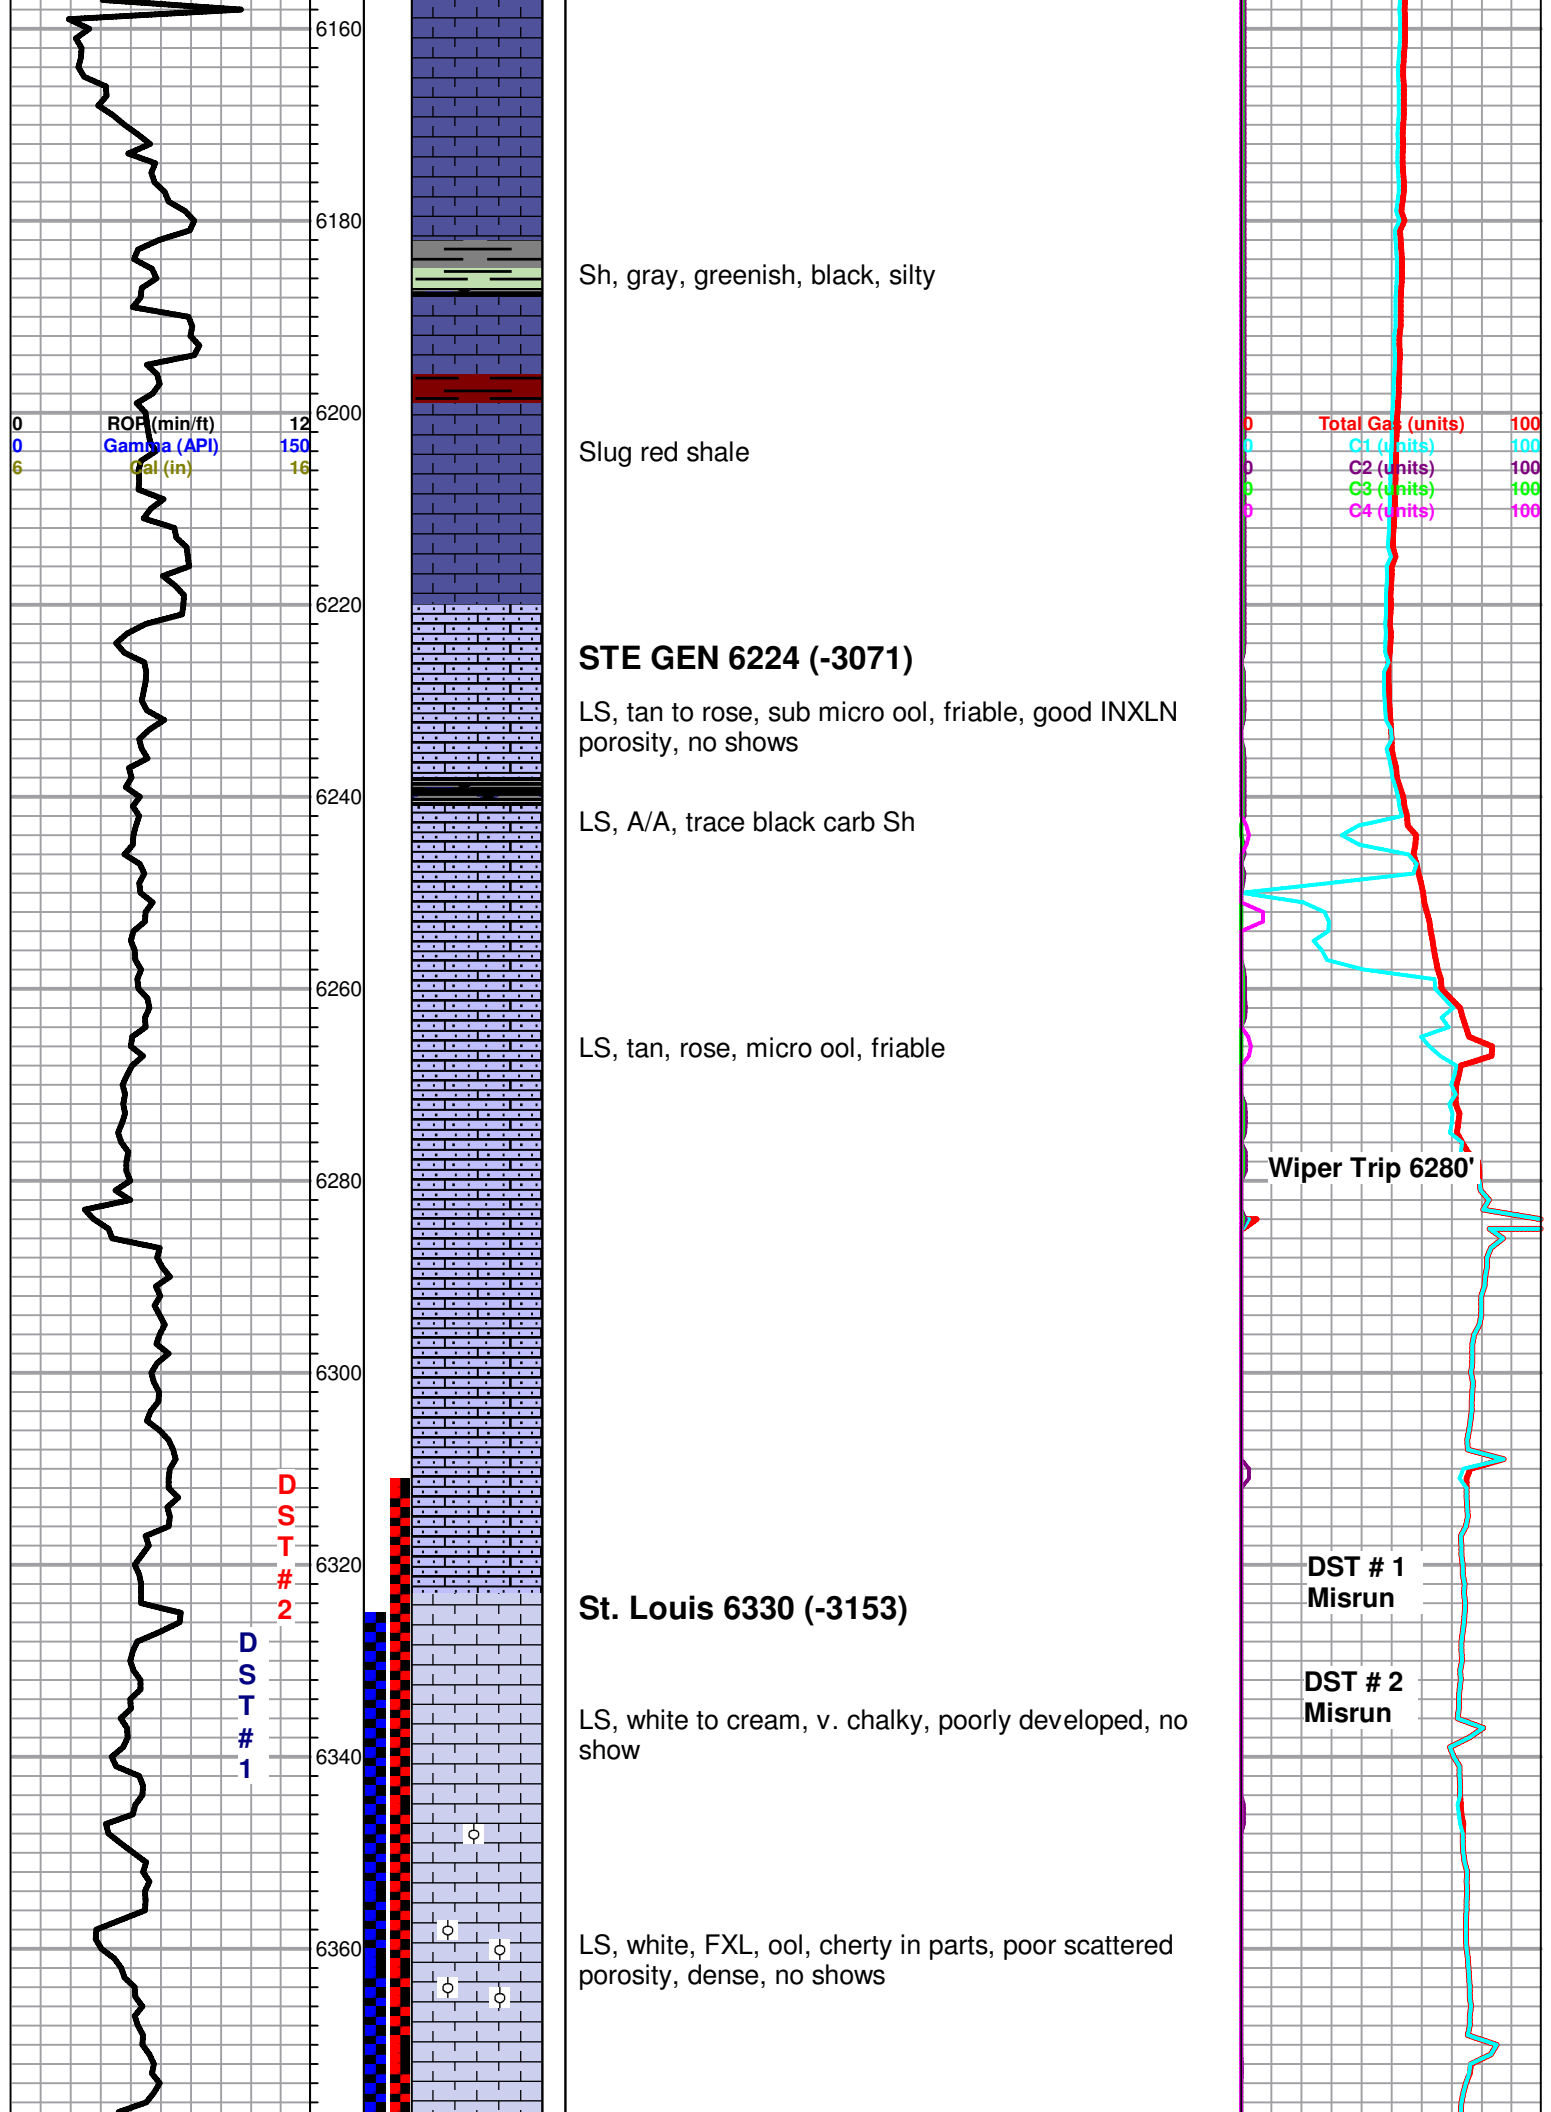 6160
6180
Sh, gray, greenish, black, silty
6200
0 ROP (min/ft) 12
0 Gamma (API) 150
6 Cal (in) 16
Slug red shale
0 Total Gas (units) 100
0 C1 (units) 100
0 C2 (units) 100
0 C3 (units) 100
0 C4 (units) 100
6220
STE GEN 6224 (-3071)
LS, tan to rose, sub micro ool, friable, good INXLN
porosity, no shows
6240
LS, A/A, trace black carb Sh
6260
LS, tan, rose, micro ool, friable
Wiper Trip 6280'
6280
6300
D
S
T
#
2
6320
DST # 1
Misrun
St. Louis 6330 (-3153)
D
S
T
#
1
DST # 2
Misrun
LS, white to cream, v. chalky, poorly developed, no
show
6340
6360
LS, white, FXL, ool, cherty in parts, poor scattered
porosity, dense, no shows